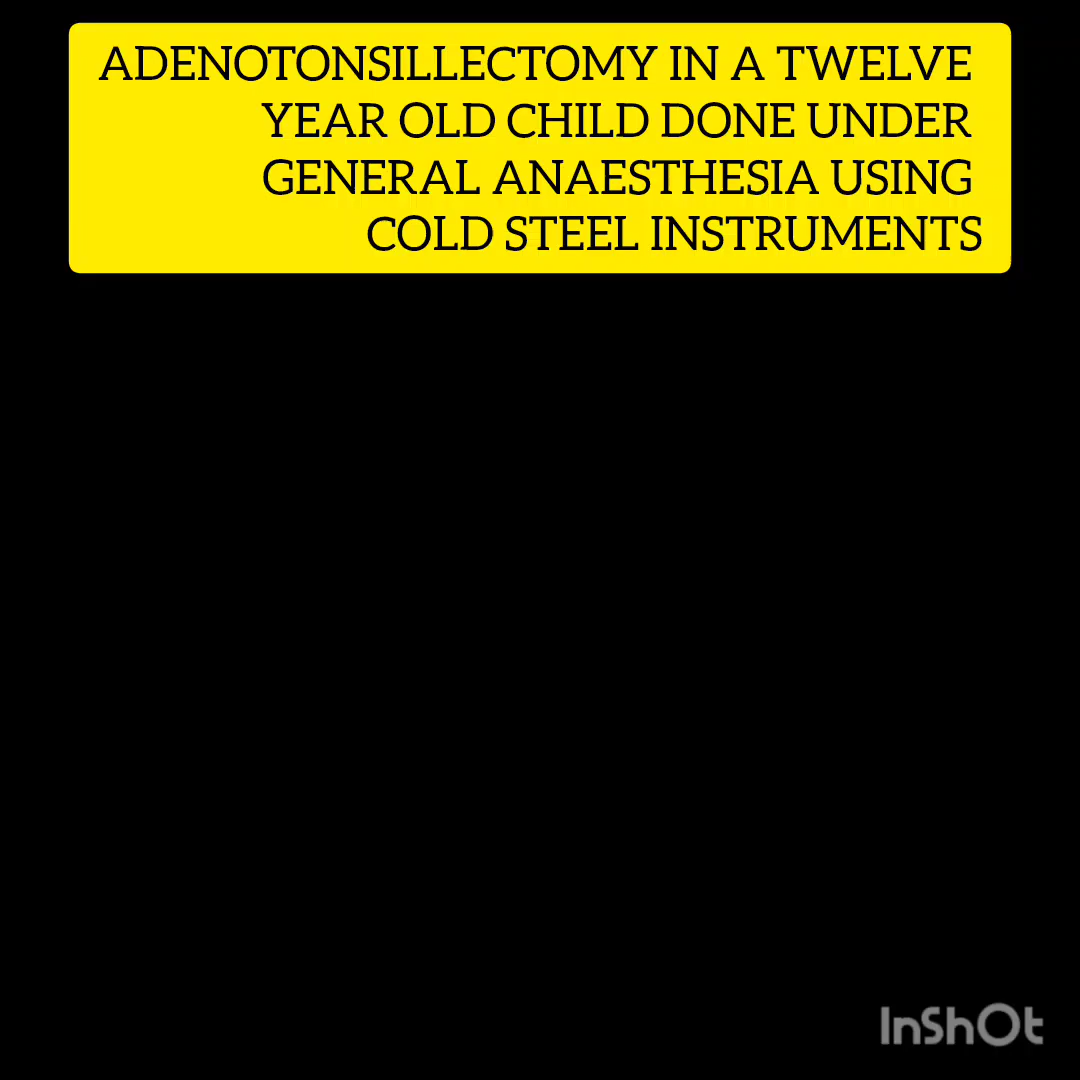 ADENOTONSILLECTOMY IN A TWELVE
YEAR OLD CHILD DONE UNDER
GENERAL ANAESTHESIA USING
COLD STEEL INSTRUMENTS
InShOt